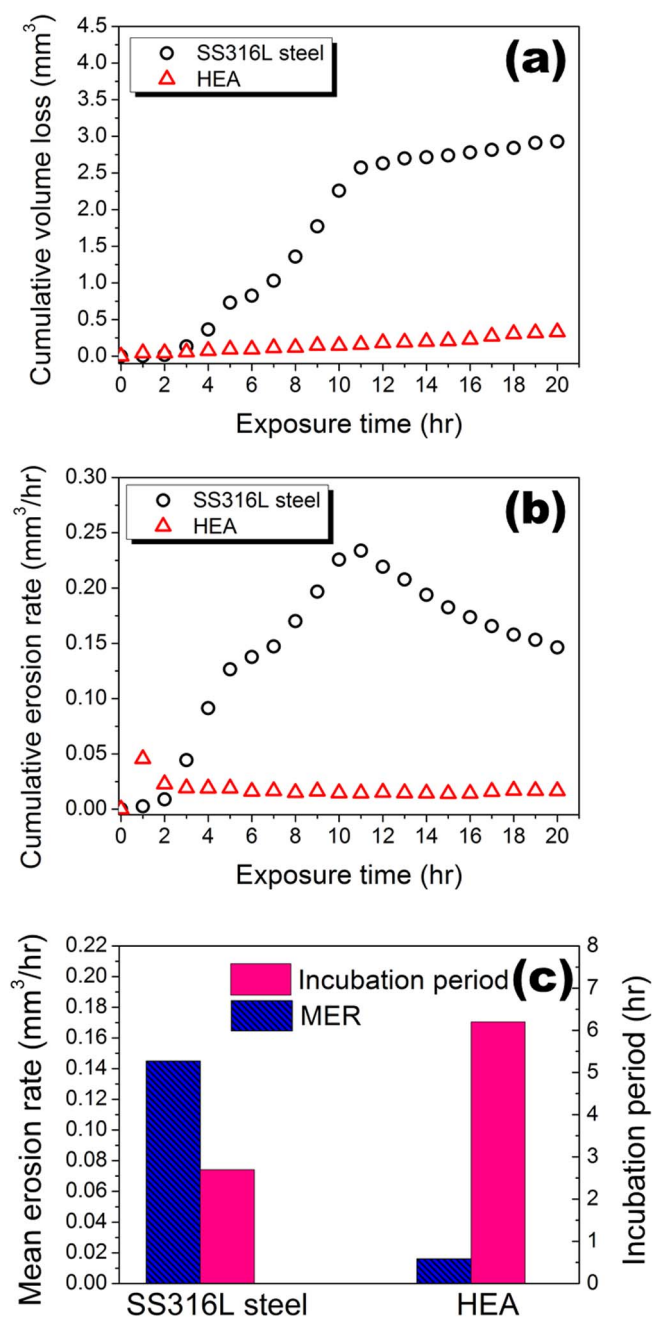 (a)
SS316L steel
HEA
4.5
4.0
3.5
3.0
2.5
2.0
1.5
1.0
0.5
0.0
Cumulative volume loss (mm³)
0 2 4 6 8 10 12 14 16 18 20
Exposure time (hr)
(b)
SS316L steel
HEA
0.30
0.25
0.20
0.15
0.10
0.05
0.00
Cumulative erosion rate (mm³/hr)
0 2 4 6 8 10 12 14 16 18 20
Exposure time (hr)
(c)
Incubation period
MER
0.22
0.20
0.18
0.16
0.14
0.12
0.10
0.08
0.06
0.04
0.02
0.00
Mean erosion rate (mm³/hr)
8
7
6
5
4
3
2
1
0
Incubation period (hr)
SS316L steel HEA